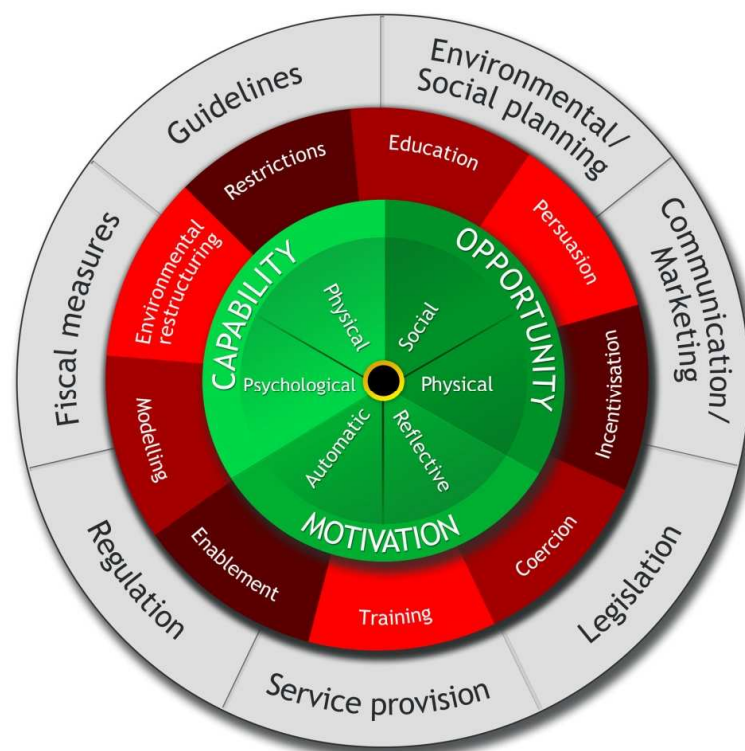 Guidelines
Environmental/
Social planning
Communication/
Marketing
Legislation
Service provision
Regulation
Fiscal measures
Restrictions
Education
Persuasion
Incentivisation
Coercion
Training
Enablement
Modelling
Environmental
restructuring
CAPABILITY
OPPORTUNITY
MOTIVATION
Physical
Social
Physical
Reflective
Automatic
Psychological